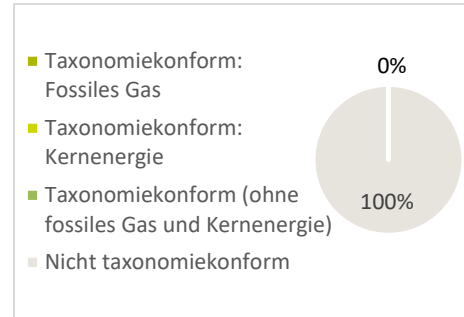 Taxonomiekonform:
Fossiles Gas
Taxonomiekonform:
Kernenergie
Taxonomiekonform (ohne
fossiles Gas und Kernenergie)
Nicht taxonomiekonform
0%
100%